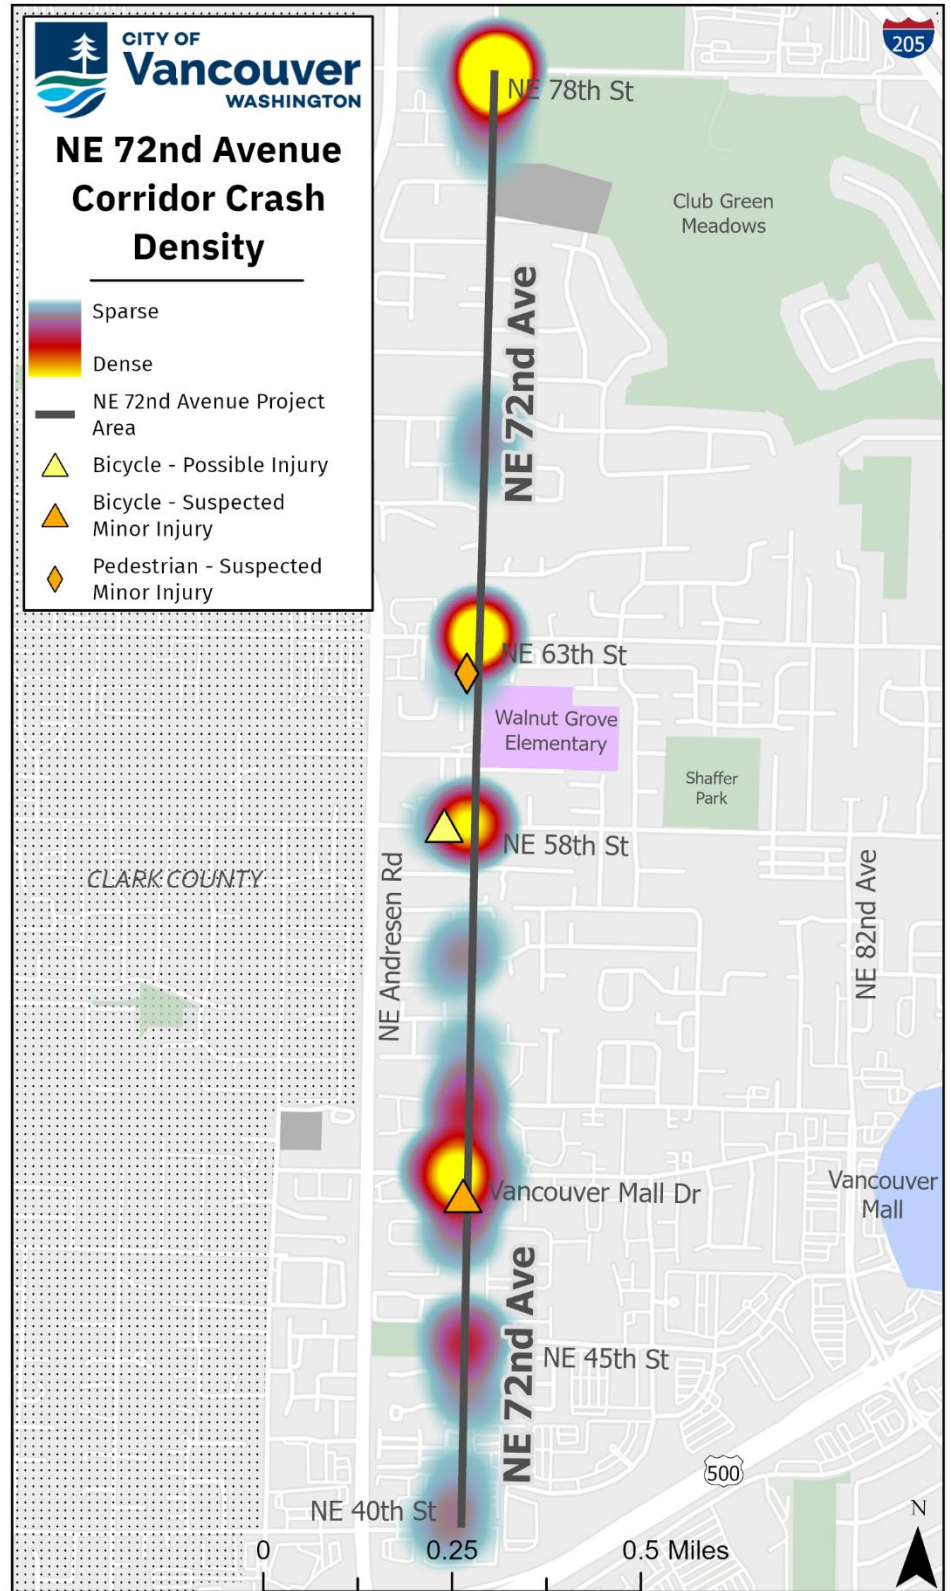 CITY OF
Vancouver
WASHINGTON
NE 72nd Avenue
Corridor Crash
Density
Sparse
Dense
NE 72nd Avenue Project
Area
Bicycle - Possible Injury
Bicycle - Suspected
Minor Injury
Pedestrian - Suspected
Minor Injury
205
NE 78th St
Club Green
Meadows
NE 72nd Ave
NE 63th St
Walnut Grove
Elementary
Shaffer
Park
NE 58th St
CLARK COUNTY
NE Andresen Rd
NE 82nd Ave
Vancouver Mall Dr
Vancouver
Mall
NE 72nd Ave
NE 45th St
500
NE 40th St
N
0 0.25 0.5 Miles